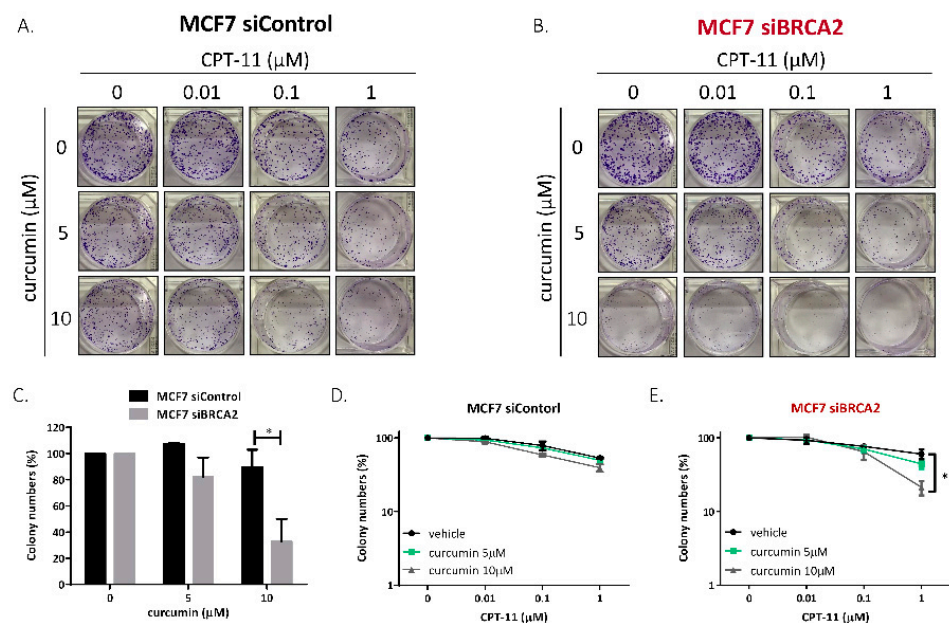 A.
MCF7 siControl
CPT-11 (μM)
0 0.01 0.1 1
curcumin (μM)
0
5
10
B.
MCF7 siBRCA2
CPT-11 (μM)
0 0.01 0.1 1
curcumin (μM)
0
5
10
C.
MCF7 siControl
MCF7 siBRCA2
Colony numbers (%)
120
100
80
60
40
20
0
*
0 5 10
curcumin (μM)
D.
MCF7 siContorl
Colony numbers (%)
100
10
1
vehicle
curcumin 5μM
curcumin 10μM
0 0.01 0.1 1
CPT-11 (μM)
E.
MCF7 siBRCA2
Colony numbers (%)
100
10
1
*
vehicle
curcumin 5μM
curcumin 10μM
0 0.01 0.1 1
CPT-11 (μM)